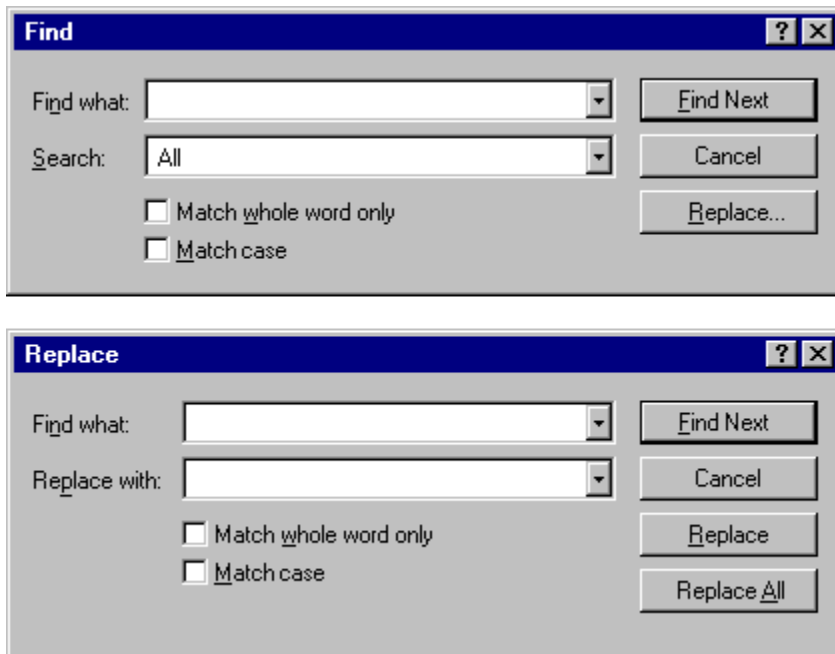 Find
Find what:
Find Next
Search: All
Cancel
Match whole word only
Replace...
Match case
Replace
Find what:
Find Next
Replace with:
Cancel
Match whole word only
Replace
Match case
Replace All